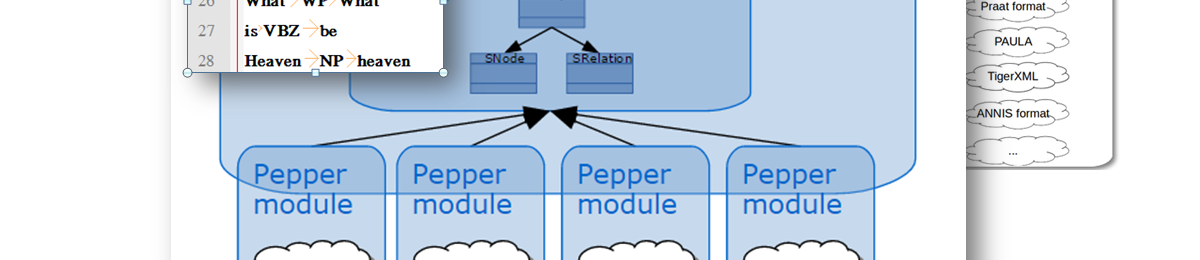 26 What WP What
27 is VBZ be
28 Heaven NP heaven
SNode
SRelation
Pepper module
Pepper module
Pepper module
Pepper module
Praat format
PAULA
TigerXML
ANNIS format
...